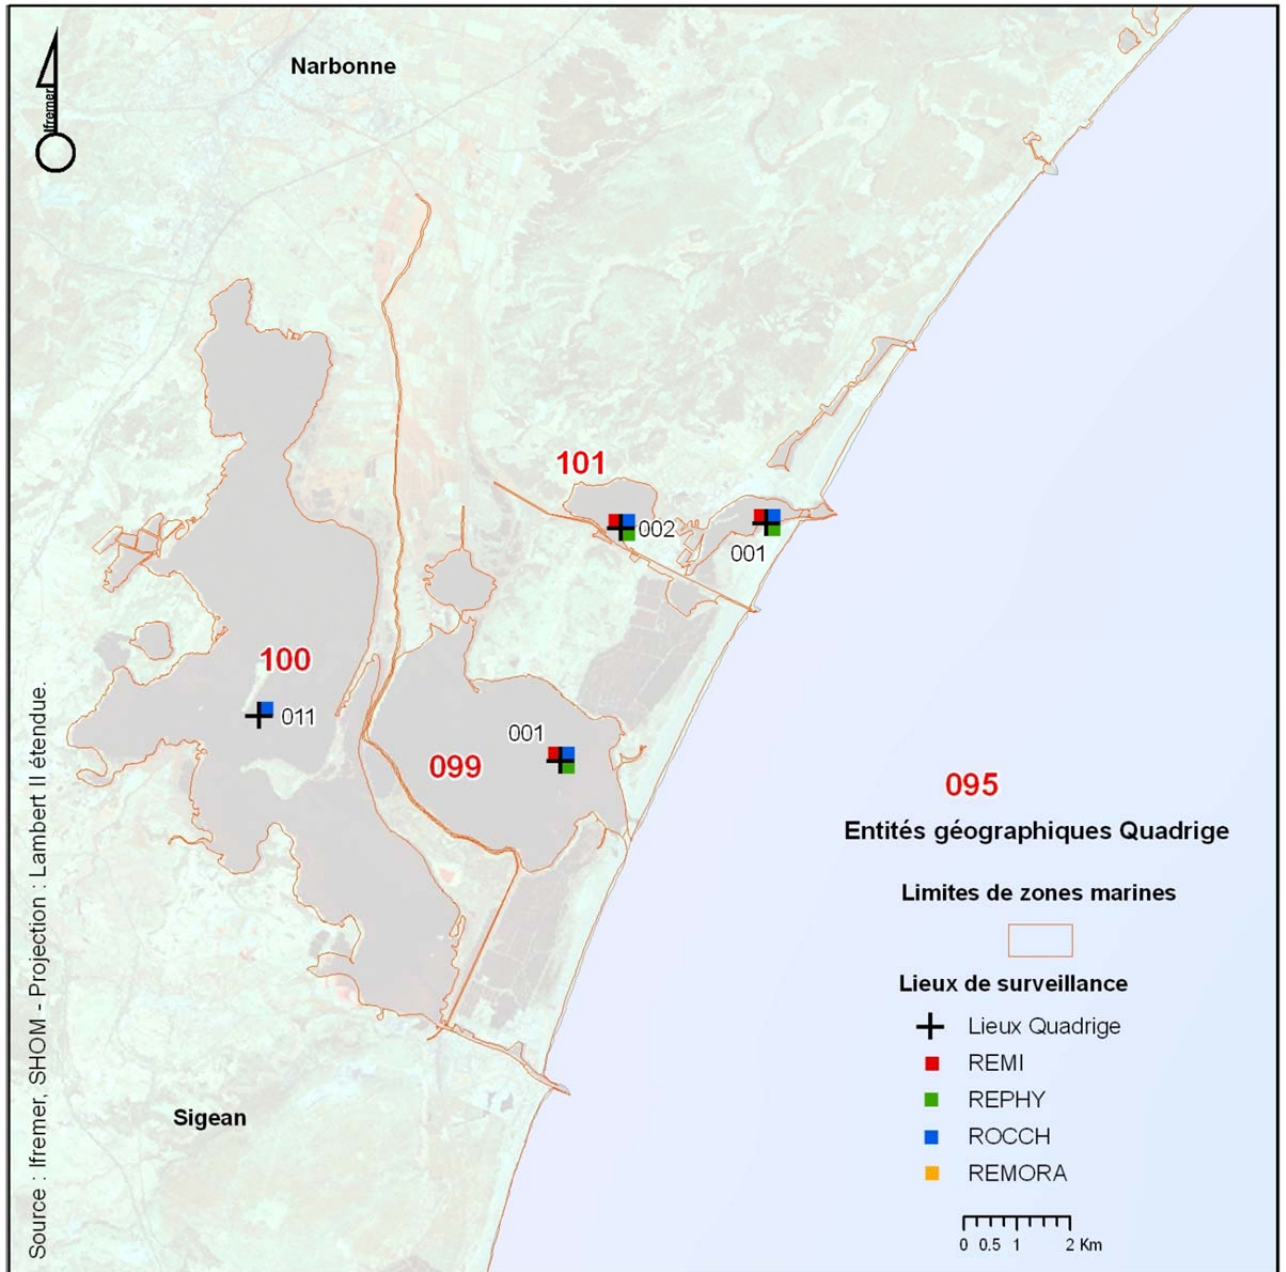 Narbonne
Ifremer
101
002
001
100
011
001
099
095
Entités géographiques Quadrige
Limites de zones marines
Lieux de surveillance
Lieux Quadrige
REMI
REPHY
ROCCH
REMORA
0 0.5 1 2 Km
Sigean
Source : Ifremer, SHOM - Projection : Lambert II étendue.